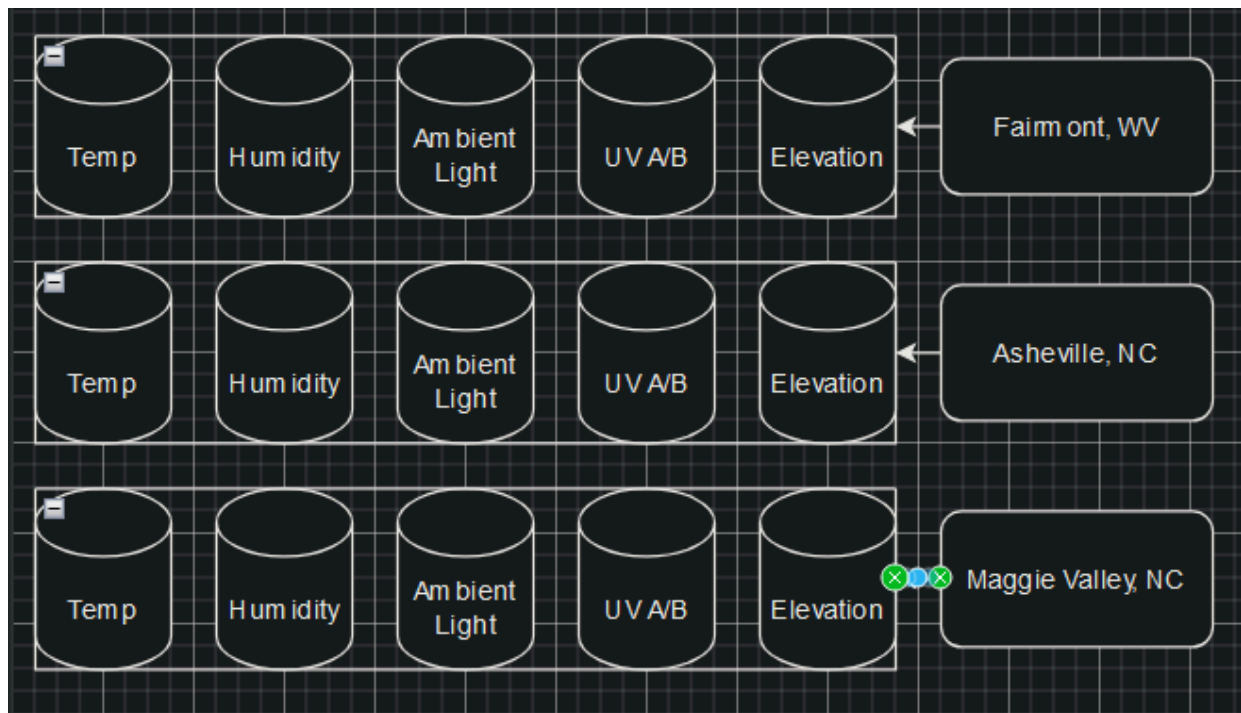 Temp
Humidity
Ambient
Light
UV A/B
Elevation
Fairmont, WV
Temp
Humidity
Ambient
Light
UV A/B
Elevation
Asheville, NC
Temp
Humidity
Ambient
Light
UV A/B
Elevation
Maggie Valley, NC